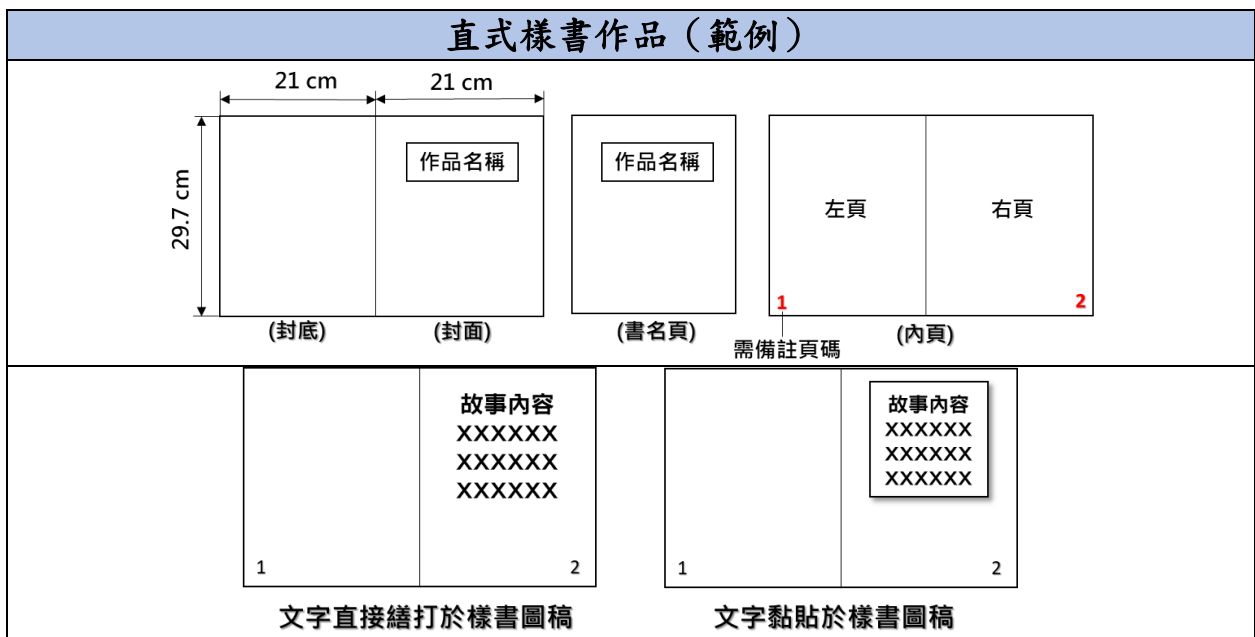 直式樣書作品（範例）
21 cm
21 cm
29.7 cm
作品名稱
作品名稱
左頁
右頁
1
2
(封底)
(封面)
(書名頁)
(內頁)
需備註頁碼
故事內容
XXXXXX
XXXXXX
XXXXXX
1
2
故事內容
XXXXXX
XXXXXX
XXXXXX
1
2
文字直接繕打於樣書圖稿
文字黏貼於樣書圖稿